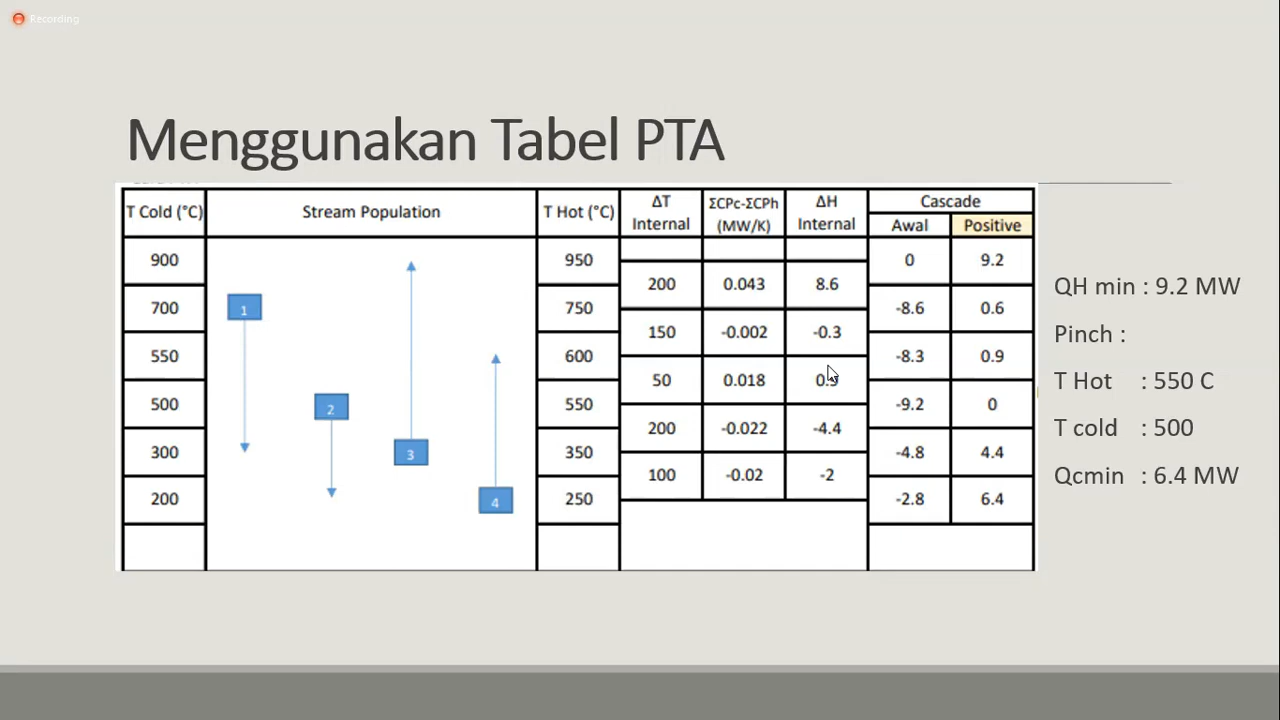 Recording
Menggunakan Tabel PTA
T Cold (°C) Stream Population T Hot (°C) ΔT Internal ΣCPc-ΣCPh (MW/K) ΔH Internal Cascade
Awal Positive
900 950 0 9.2
200 0.043 8.6
700 1 750 -8.6 0.6
150 -0.002 -0.3
550 600 -8.3 0.9
50 0.018
500 2 550 -9.2 0
200 -0.022 -4.4
300 3 350 -4.8 4.4
100 -0.02 -2
200 4 250 -2.8 6.4
QH min : 9.2 MW
Pinch :
T Hot : 550 C
T cold : 500
Qcmin : 6.4 MW